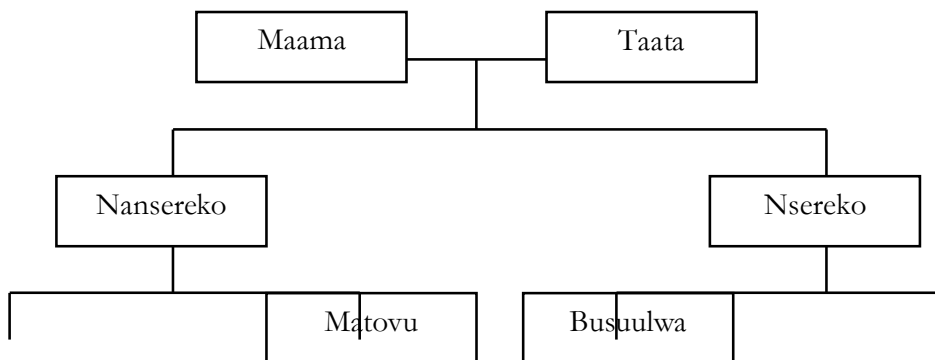 Maama
Taata
Nansereko
Nsereko
Matovu
Busuulwa